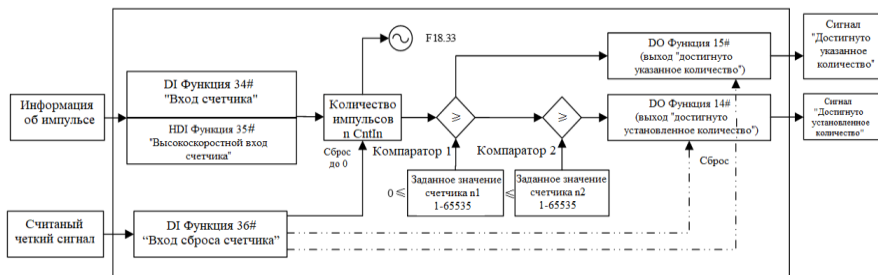 F18.33
DO Функция 15#
(выход "достигнуто
указанное количество")
Сигнал
"Достигнуто
указанное
количество"
DI Функция 34#
"Вход счетчика"
Информация
об импульсе
HDI Функция 35#
"Высокоскоростной вход
счетчика"
Количество
импульсов
n CntIn
≥
≥
DO Функция 14#
(выход "достигнуто
установленное количество")
Сигнал
"Достигнуто
установленное
количество"
Сброс
до 0
Компаратор 1
Компаратор 2
Сброс
0 ≤
Заданное значение
счетчика n1
1-65535
≤
Заданное значение
счетчика n2
1-65535
Считаный
четкий сигнал
DI Функция 36#
“Вход сброса счетчика”